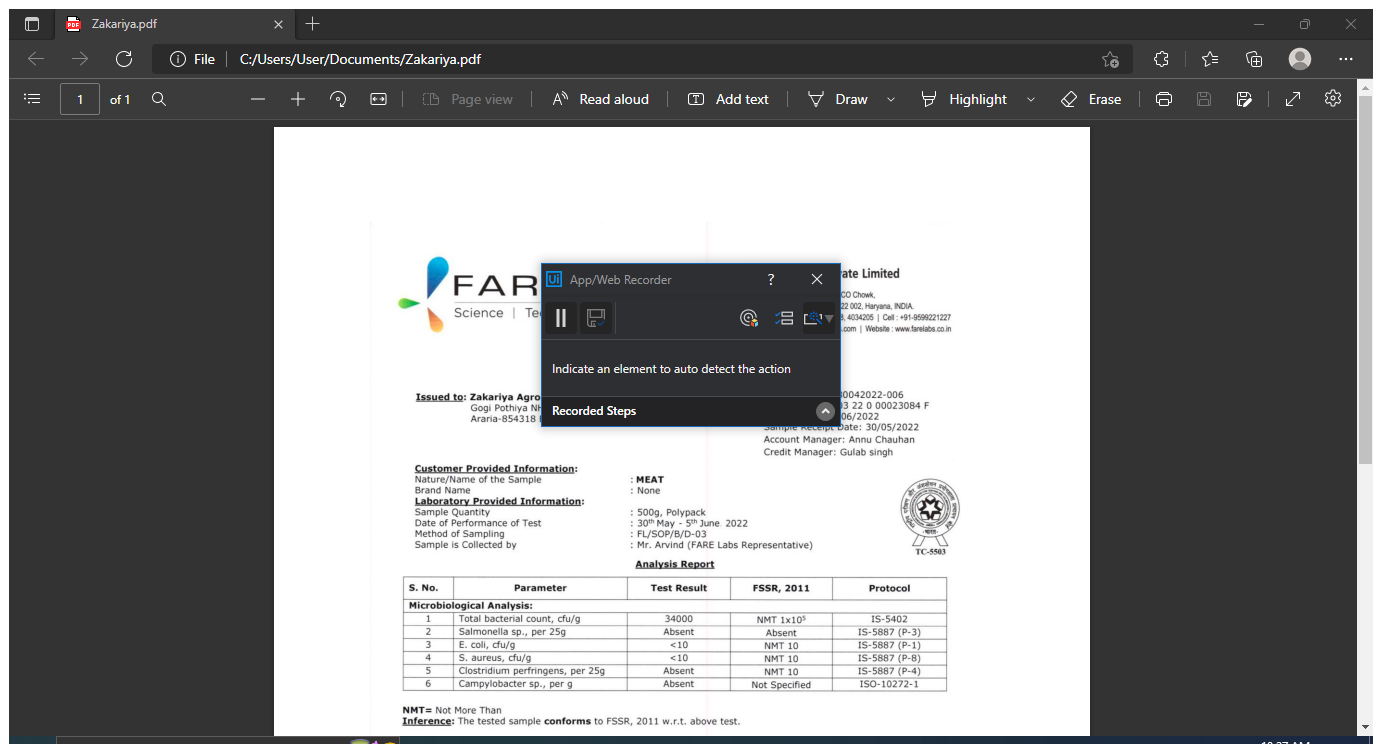 Zakariya.pdf
File C:/Users/User/Documents/Zakariya.pdf
1 of 1 Page view Read aloud Add text Draw Highlight Erase
FAR
Science | Te
ate Limited
CO Chowk,
22 002, Haryana, INDIA.
4034205 | Cell : +91-9599221227
.com | Website : www.farelabs.co.in
Ui App/Web Recorder ?
Indicate an element to auto detect the action
Recorded Steps
Issued to: Zakariya Agro
Gogi Pothiya
Araria-854318
0042022-006
3 22 0 00023084 F
06/2022
Sample Receipt Date: 30/05/2022
Account Manager: Annu Chauhan
Credit Manager: Gulab singh
Customer Provided Information:
Nature/Name of the Sample : MEAT
Brand Name : None
Laboratory Provided Information:
Sample Quantity : 500g, Polypack
Date of Performance of Test : 30th May - 5th June 2022
Method of Sampling : FL/SOP/B/D-03
Sample is Collected by : Mr. Arvind (FARE Labs Representative)
TC-5503
Analysis Report
S. No. Parameter Test Result FSSR, 2011 Protocol
Microbiological Analysis:
1 Total bacterial count, cfu/g 34000 NMT 1x10⁵ IS-5402
2 Salmonella sp., per 25g Absent Absent IS-5887 (P-3)
3 E. coli, cfu/g <10 NMT 10 IS-5887 (P-1)
4 S. aureus, cfu/g <10 NMT 10 IS-5887 (P-8)
5 Clostridium perfringens, per 25g Absent NMT 10 IS-5887 (P-4)
6 Campylobacter sp., per g Absent Not Specified ISO-10272-1
NMT= Not More Than
Inference: The tested sample conforms to FSSR, 2011 w.r.t. above test.